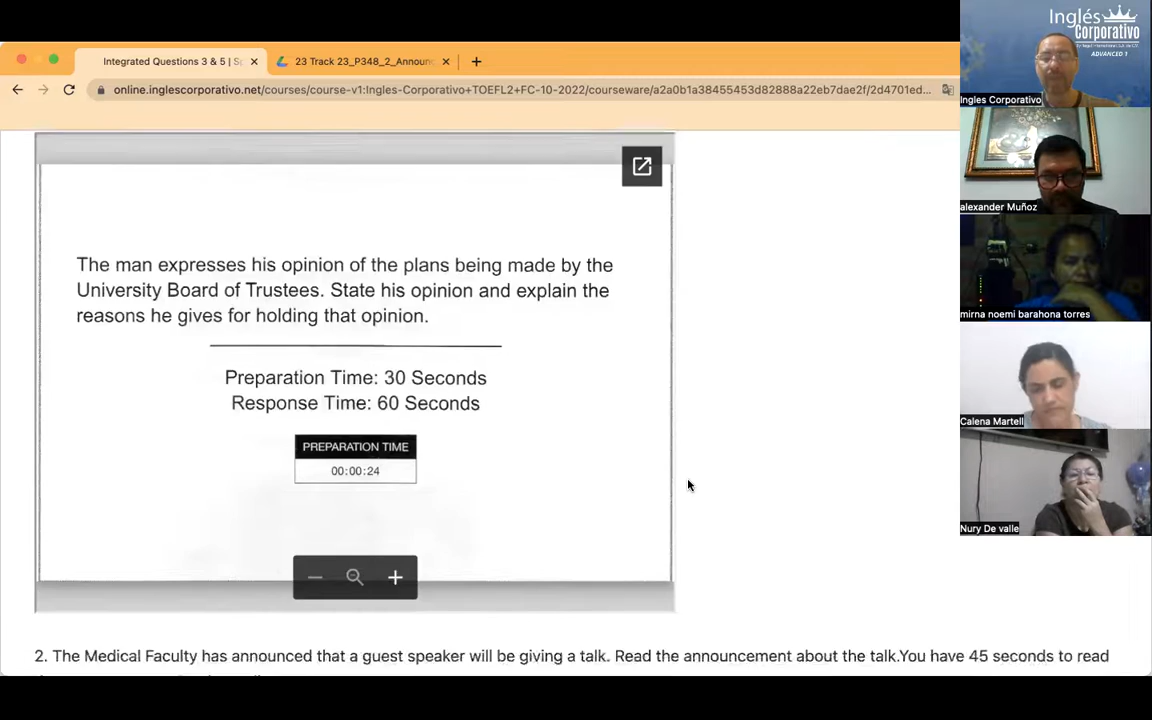 Integrated Questions 3 & 5 | S
23 Track 23_P348_2_Announ
online.inglescorporativo.net/courses/course-v1:Ingles-Corporativo+TOEFL2+FC-10-2022/courseware/a2a0b1a38455453d82888a22eb7dae2f/2d4701ed...
The man expresses his opinion of the plans being made by the
University Board of Trustees. State his opinion and explain the
reasons he gives for holding that opinion.
Preparation Time: 30 Seconds
Response Time: 60 Seconds
PREPARATION TIME
00:00:24
2. The Medical Faculty has announced that a guest speaker will be giving a talk. Read the announcement about the talk.You have 45 seconds to read
Inglés
Corporativo
ADVANCED 1
Ingles Corporativo
alexander Muñoz
mirna noemi barahona torres
Calena Martell
Nury De valle